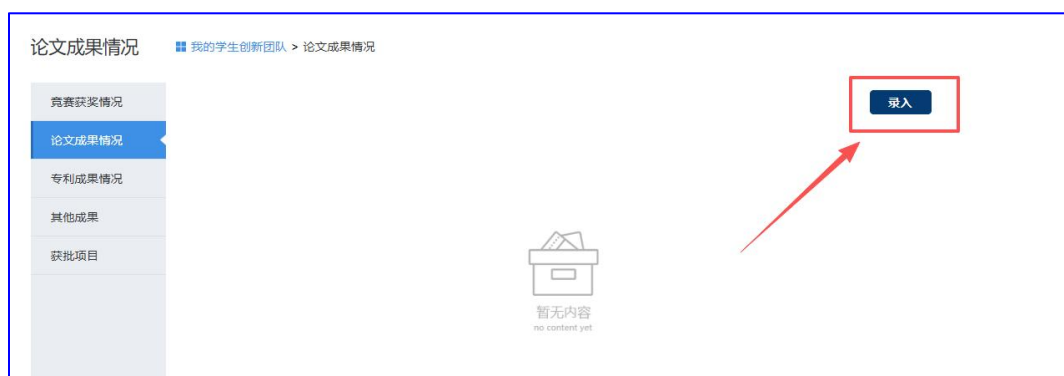 论文成果情况
我的学生创新团队 > 论文成果情况
竞赛获奖情况
论文成果情况
专利成果情况
其他成果
获批项目
录入
暂无内容
no content yet